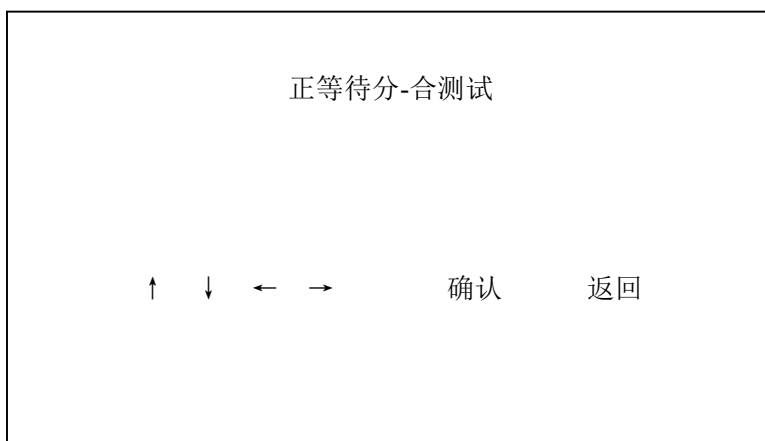 正等待分-合测试
↑ ↓ ← → 确认 返回